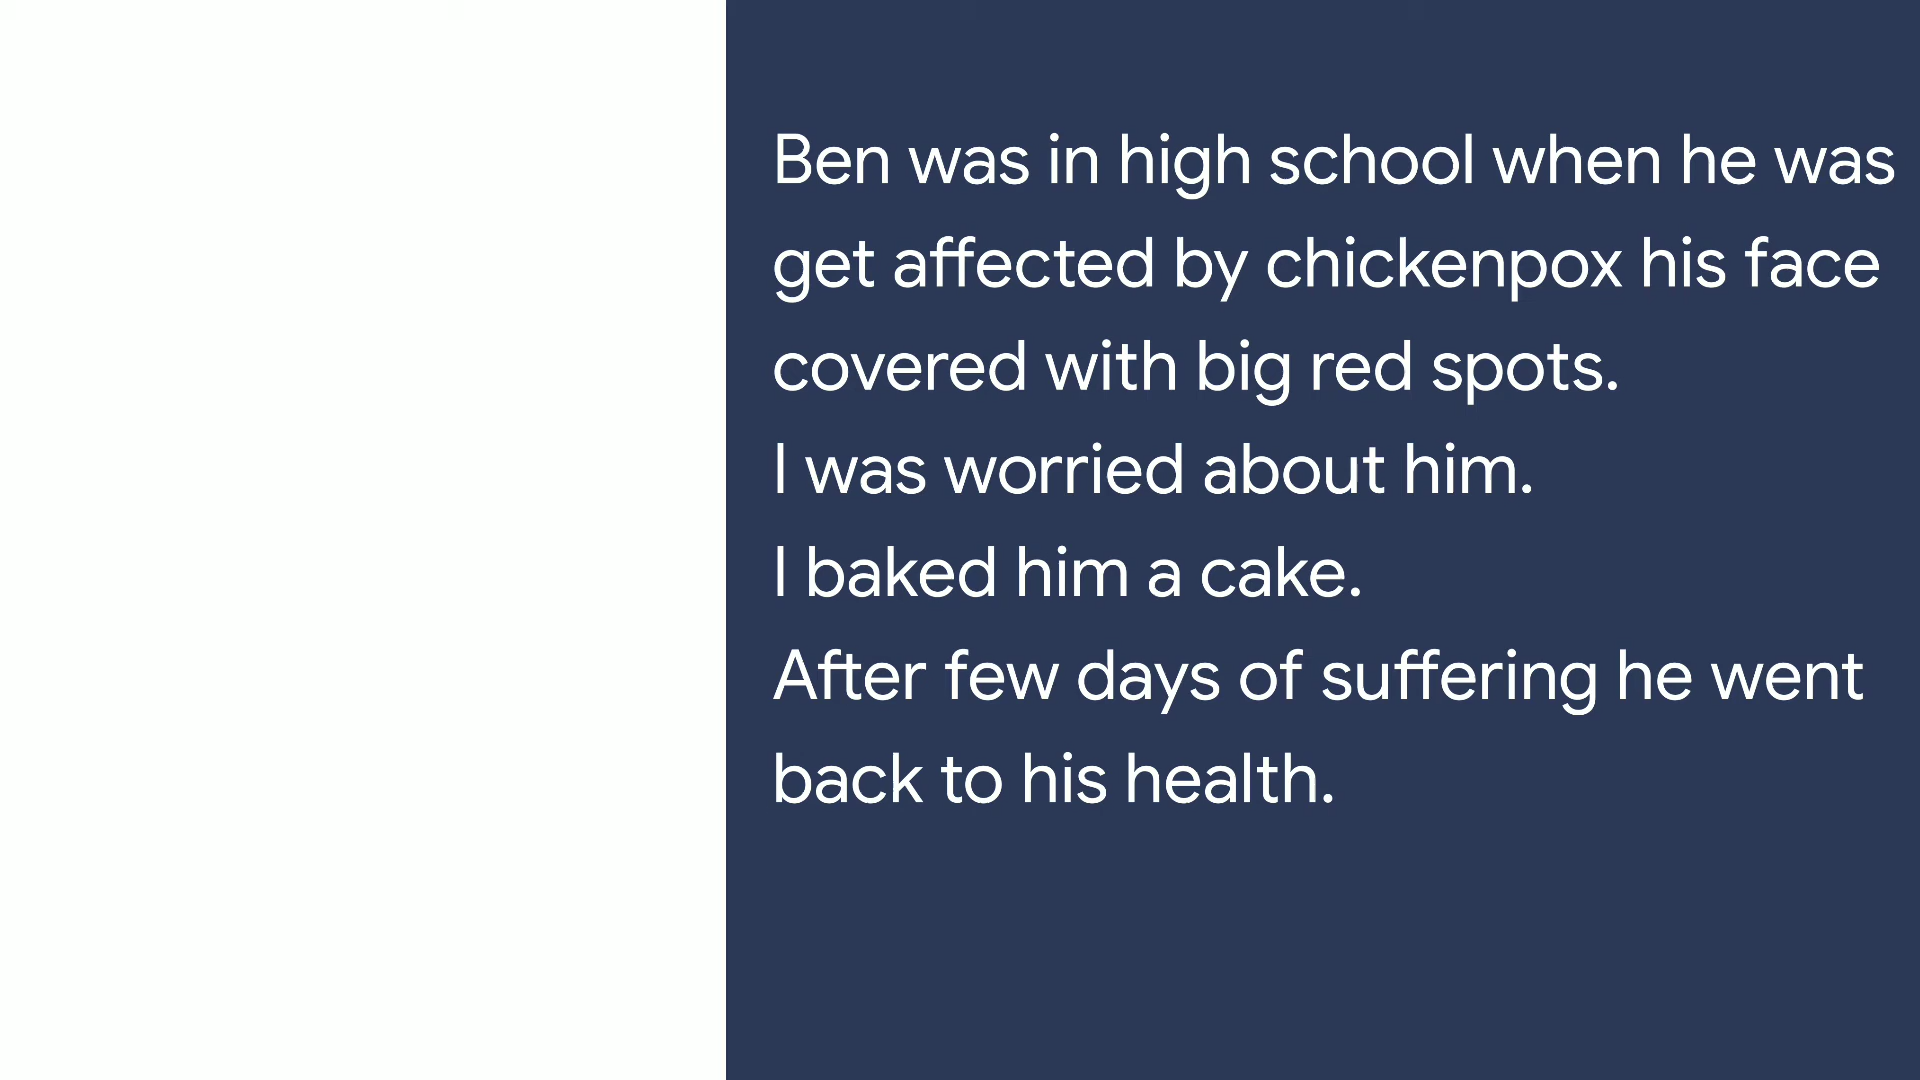 Ben was in high school when he was
get affected by chickenpox his face
covered with big red spots.
I was worried about him.
I baked him a cake.
After few days of suffering he went
back to his health.